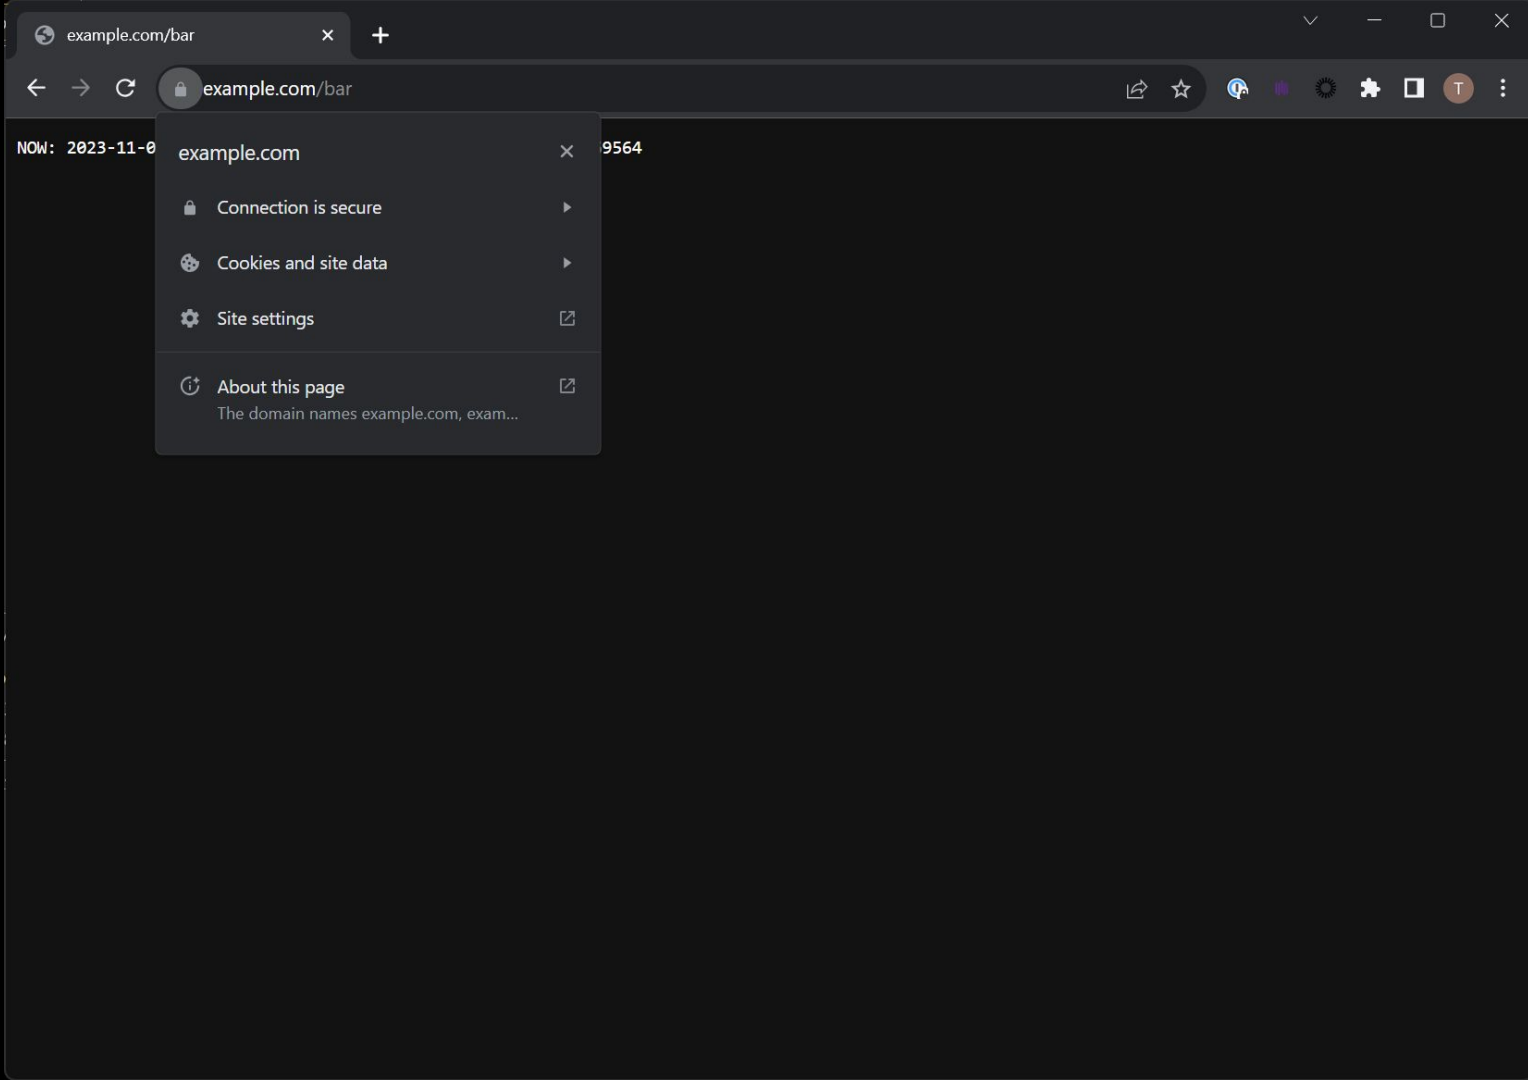 example.com/bar
example.com/bar
T
NOW: 2023-11-0 9564
example.com
Connection is secure
Cookies and site data
Site settings
About this page
The domain names example.com, exam...